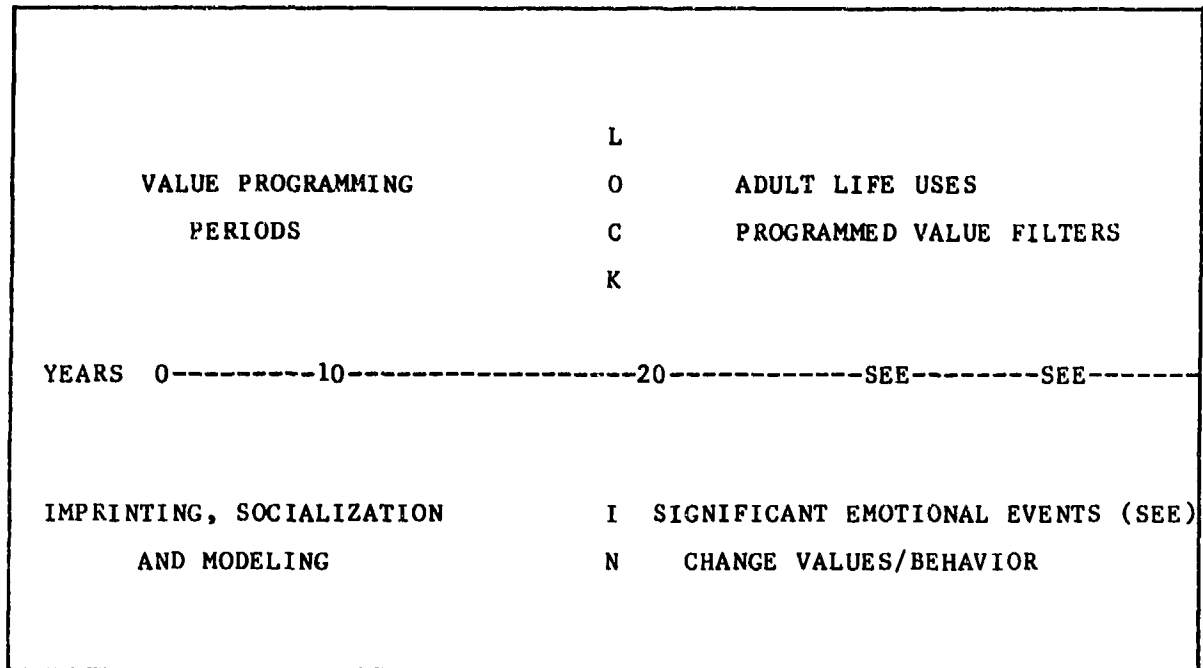 L
VALUE PROGRAMMING O ADULT LIFE USES
PERIODS C PROGRAMMED VALUE FILTERS
K
YEARS 0---------10------------------20------------SEE--------SEE-------
IMPRINTING, SOCIALIZATION I SIGNIFICANT EMOTIONAL EVENTS (SEE)
AND MODELING N CHANGE VALUES/BEHAVIOR